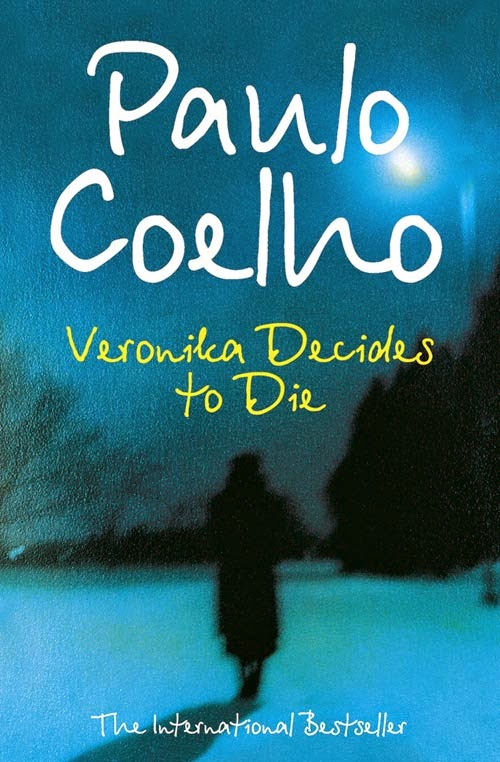 Paulo
Coelho
Veronika Decides
to Die
The International Bestseller